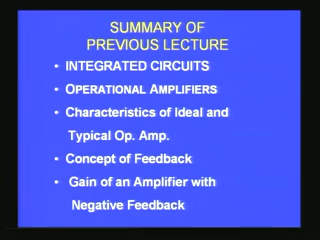 SUMMARY OF
PREVIOUS LECTURE
• INTEGRATED CIRCUITS
• OPERATIONAL AMPLIFIERS
• Characteristics of Ideal and
Typical Op. Amp.
• Concept of Feedback
• Gain of an Amplifier with
Negative Feedback